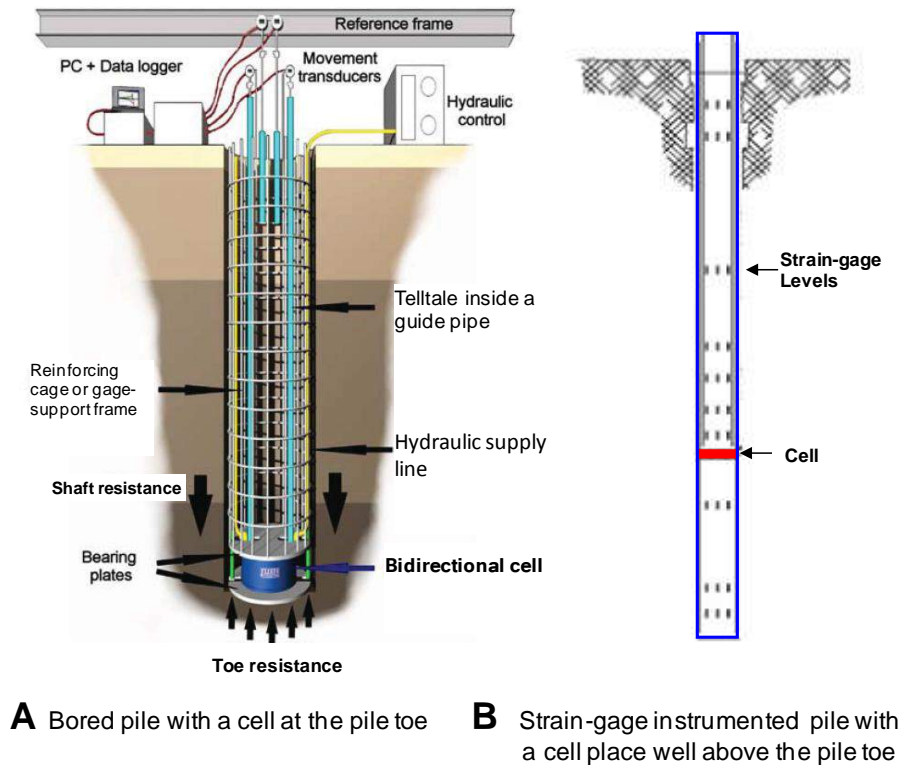 Reference frame
PC + Data logger
Movement
transducers
Hydraulic
control
Telltale inside a
guide pipe
Reinforcing
cage or gage-
support frame
Hydraulic supply
line
Shaft resistance
Bearing
plates
Bidirectional cell
Toe resistance
A Bored pile with a cell at the pile toe
Strain-gage
Levels
Cell
B Strain-gage instrumented pile with
a cell place well above the pile toe